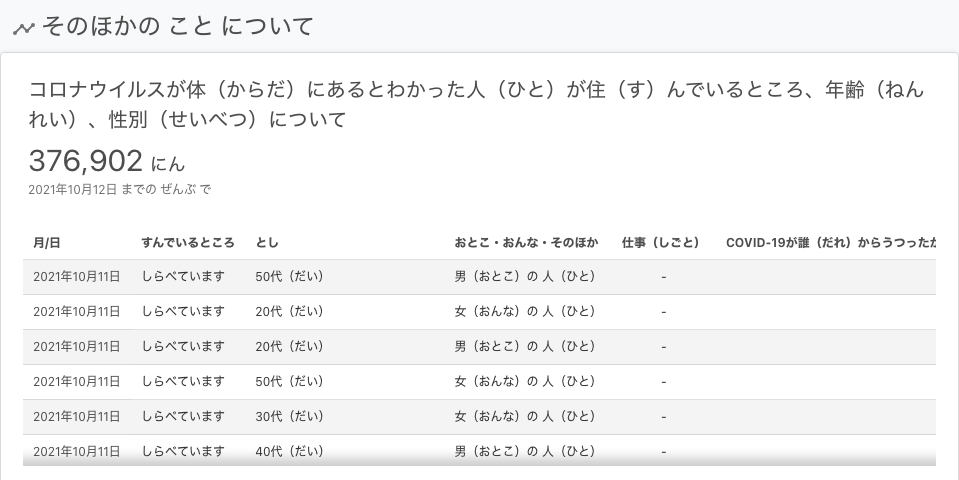 そのほかの こと について
コロナウイルスが体（からだ）にあるとわかった人（ひと）が住（す）んでいるところ、年齢（ねん
れい）、性別（せいべつ）について
376,902 にん
2021年10月12日 までの ぜんぶ で
月/日 すんでいるところ とし おとこ・おんな・そのほか 仕事（しごと） COVID-19が誰（だれ）からうつった
2021年10月11日 しらべています 50代（だい） 男（おとこ）の 人（ひと） -
2021年10月11日 しらべています 20代（だい） 女（おんな）の 人（ひと） -
2021年10月11日 しらべています 20代（だい） 男（おとこ）の 人（ひと） -
2021年10月11日 しらべています 50代（だい） 女（おんな）の 人（ひと） -
2021年10月11日 しらべています 30代（だい） 女（おんな）の 人（ひと） -
2021年10月11日 しらべています 40代（だい） 男（おとこ）の 人（ひと） -